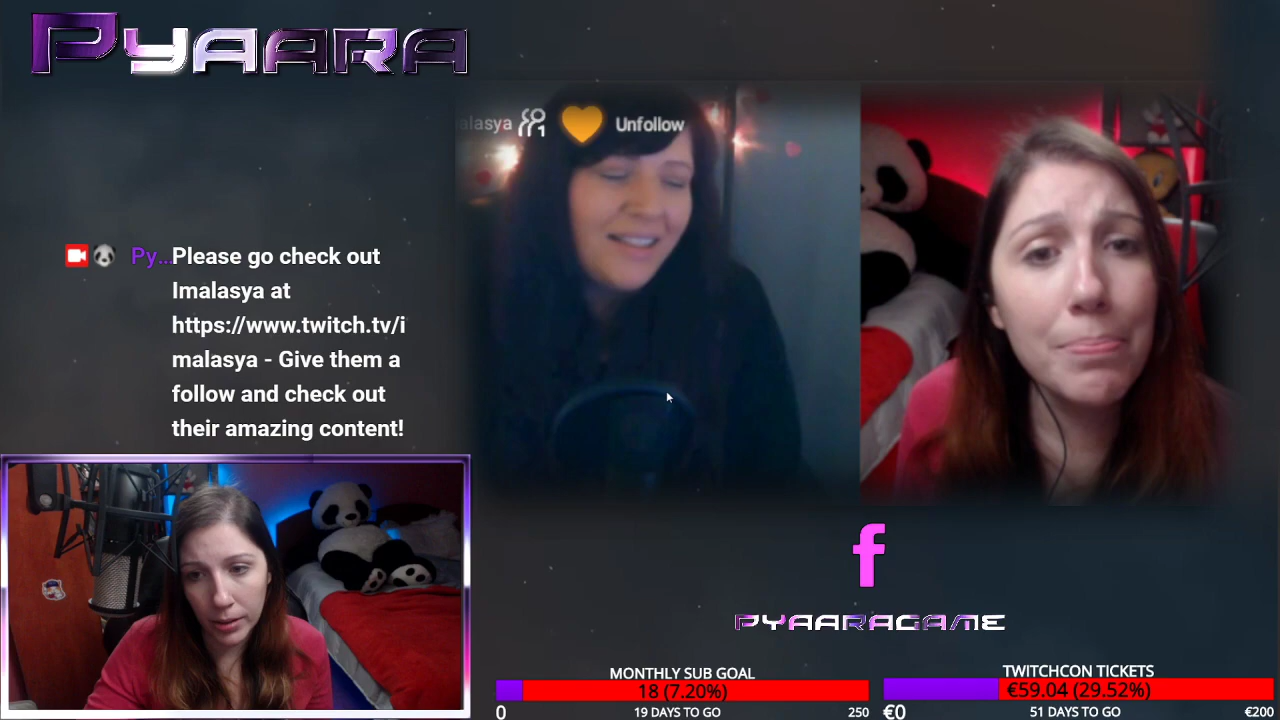 PYAARA
alasya
Unfollow
Py...Please go check out
Imalasya at
https://www.twitch.tv/i
malasya - Give them a
follow and check out
their amazing content!
PYAARAGAME
MONTHLY SUB GOAL
18 (7.20%)
0 19 DAYS TO GO 250
TWITCHCON TICKETS
€59.04 (29.52%)
€0 51 DAYS TO GO €200